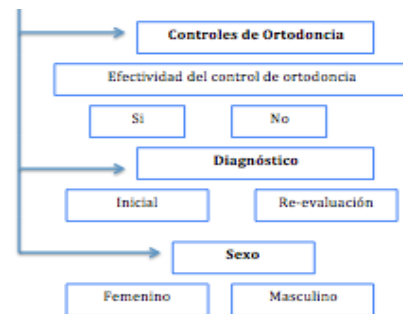 Controles de Ortodoncia
Efectividad del control de ortodoncia
Si No
Diagnóstico
Inicial Re-evaluación
Sexo
Femenino Masculino